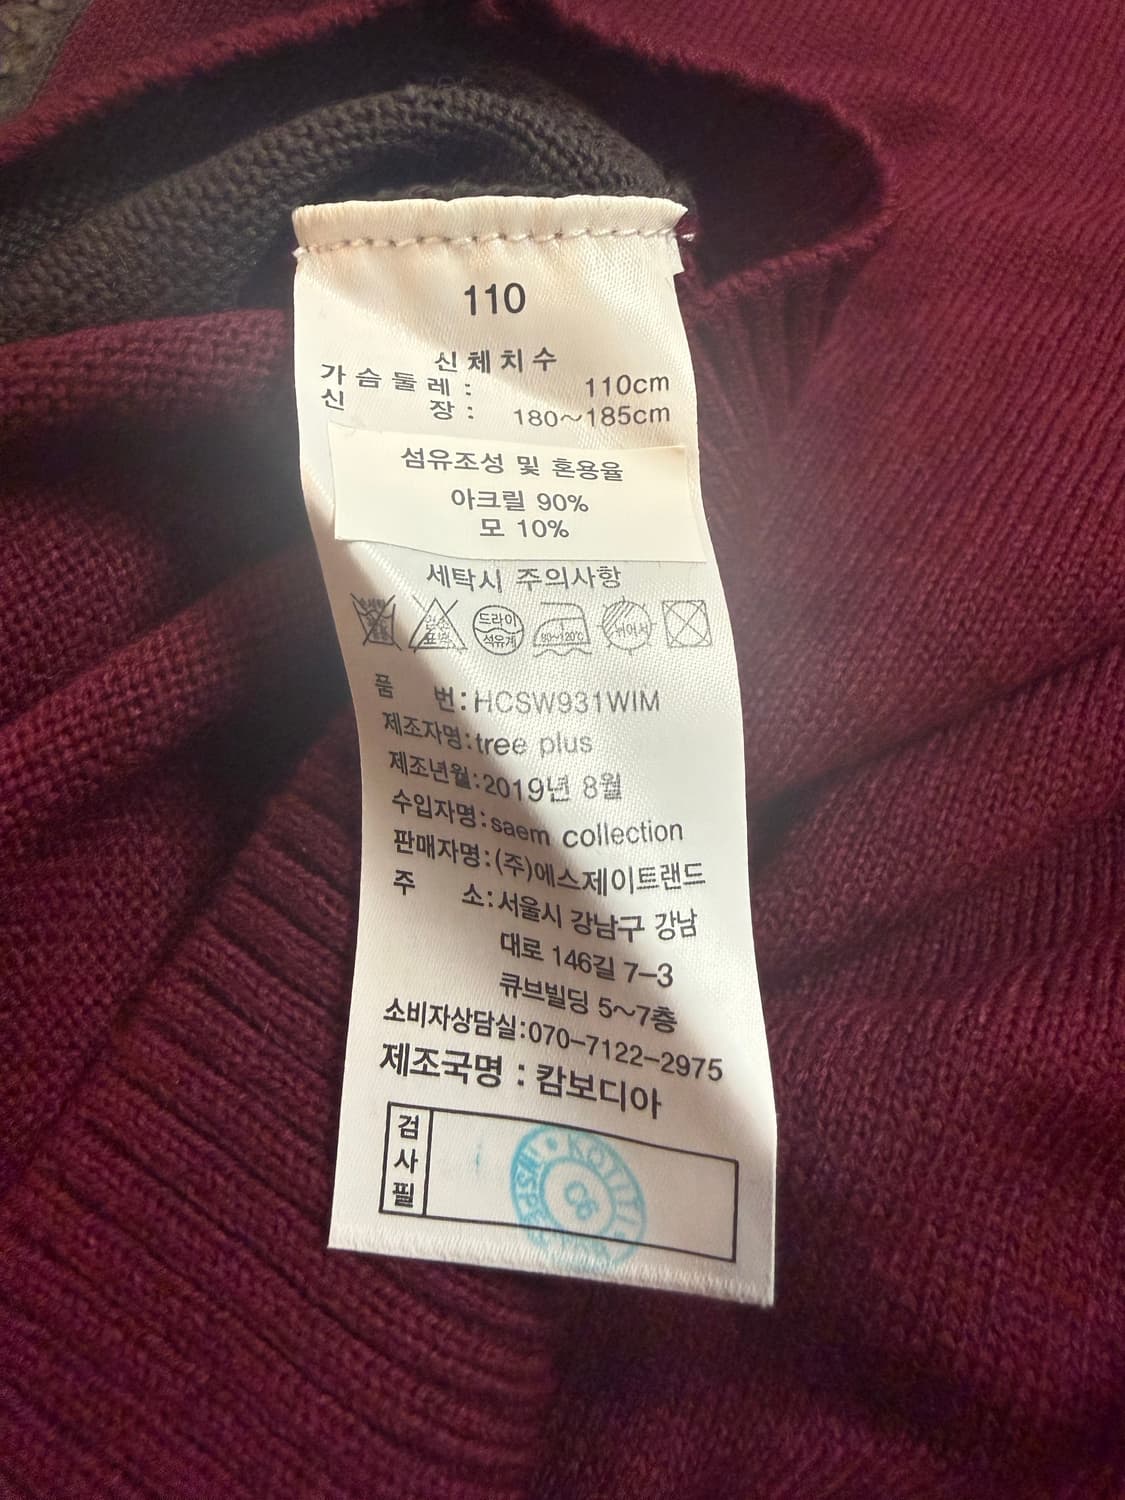 110
신체치수
가슴둘레: 110cm
신 장: 180~185cm
섬유조성 및 혼용율
아크릴 90%
모 10%
세탁시 주의사항
드라이
석유계
80~120℃
뉘어서
품 번:HCSW931WIM
제조자명:tree plus
제조년월:2019년 8월
수입자명:saem collection
판매자명:(주)에스제이트랜드
주 소:서울시 강남구 강남
대로 146길 7-3
큐브빌딩 5~7층
소비자상담실:070-7122-2975
제조국명 : 캄보디아
검사필
KOTITI